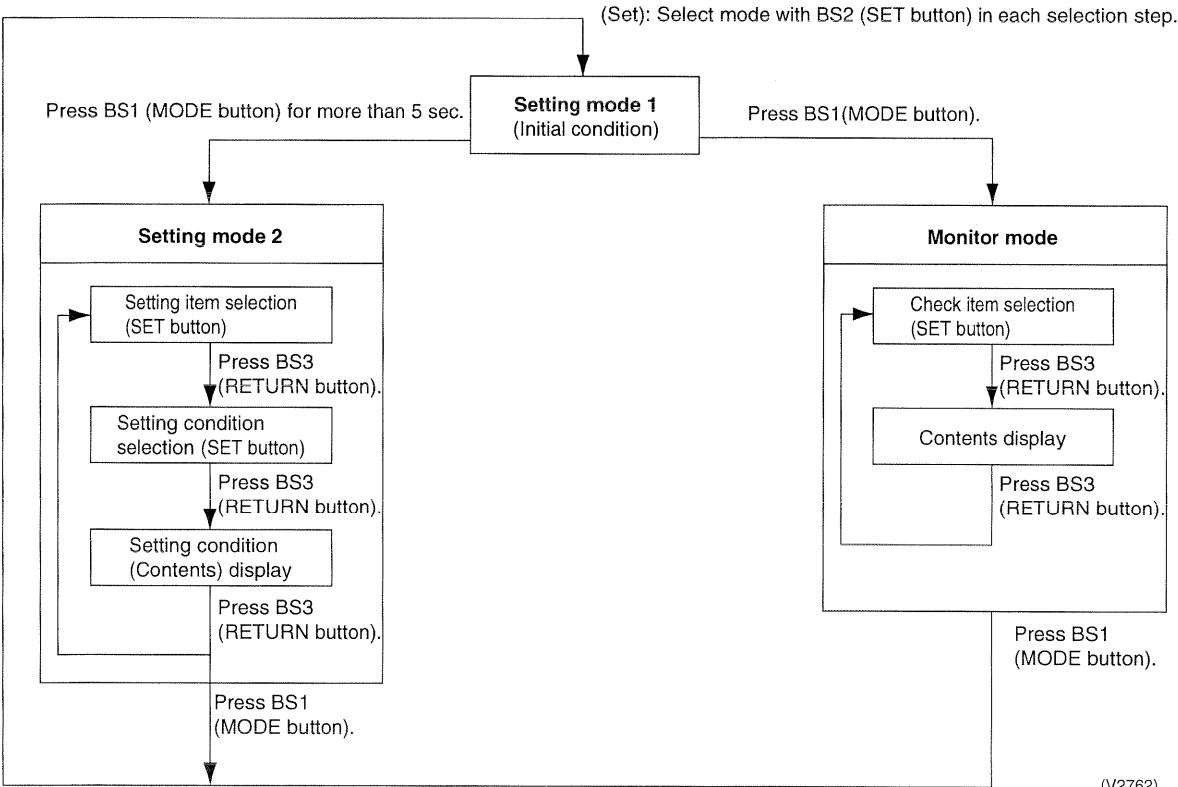 (Set): Select mode with BS2 (SET button) in each selection step.
Setting mode 1
(Initial condition)
Press BS1 (MODE button) for more than 5 sec.
Press BS1(MODE button).
Setting mode 2
Setting item selection
(SET button)
Press BS3
(RETURN button).
Setting condition
selection (SET button)
Press BS3
(RETURN button).
Setting condition
(Contents) display
Press BS3
(RETURN button).
Press BS1
(MODE button).
Monitor mode
Check item selection
(SET button)
Press BS3
(RETURN button).
Contents display
Press BS3
(RETURN button).
Press BS1
(MODE button).
(V2762)